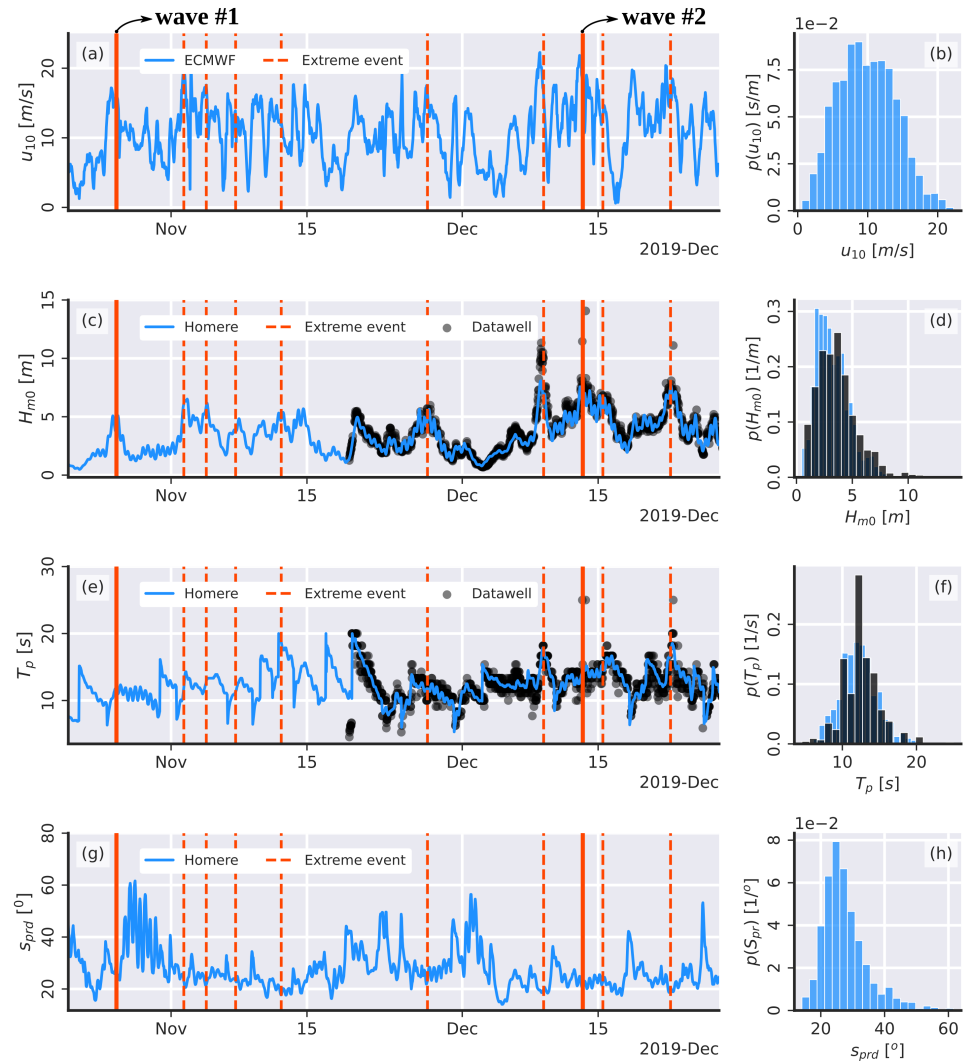 wave #1
wave #2
(a)
ECMWF
Extreme event
u10 [m/s]
20
10
0
Nov
15
Dec
15
2019-Dec
1e−2
(b)
p(u10) [s/m]
7.5
5.0
2.5
0.0
0
10
20
u10 [m/s]
(c)
Homere
Extreme event
Datawell
Hm0 [m]
15
10
5
0
Nov
15
Dec
15
2019-Dec
(d)
p(Hm0) [1/m]
0.3
0.2
0.1
0.0
0
5
10
Hm0 [m]
(e)
Homere
Extreme event
Datawell
Tp [s]
30
20
10
Nov
15
Dec
15
2019-Dec
(f)
p(Tp) [1/s]
0.2
0.1
0.0
10
20
Tp [s]
(g)
Homere
Extreme event
sprd [o]
80
60
40
20
Nov
15
Dec
15
2019-Dec
1e−2
(h)
p(Spr) [1/o]
8
6
4
2
0
20
40
60
sprd [o]